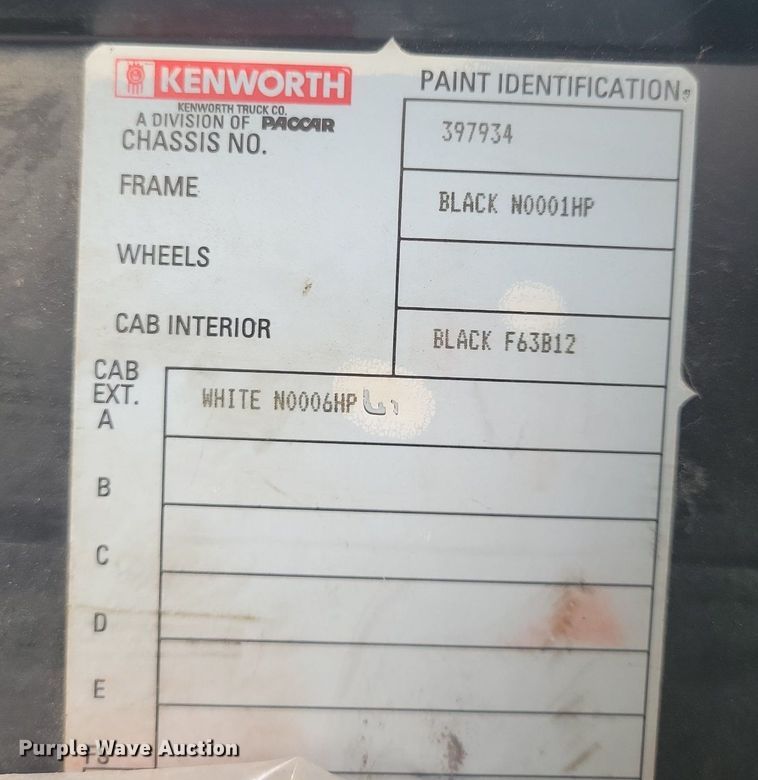 KENWORTH
KENWORTH TRUCK CO.
A DIVISION OF PACCAR
PAINT IDENTIFICATION
CHASSIS NO. 397934
FRAME BLACK N0001HP
WHEELS
CAB INTERIOR BLACK F63B12
CAB
EXT.
A WHITE N0006HP
B
C
D
E
Purple Wave Auction